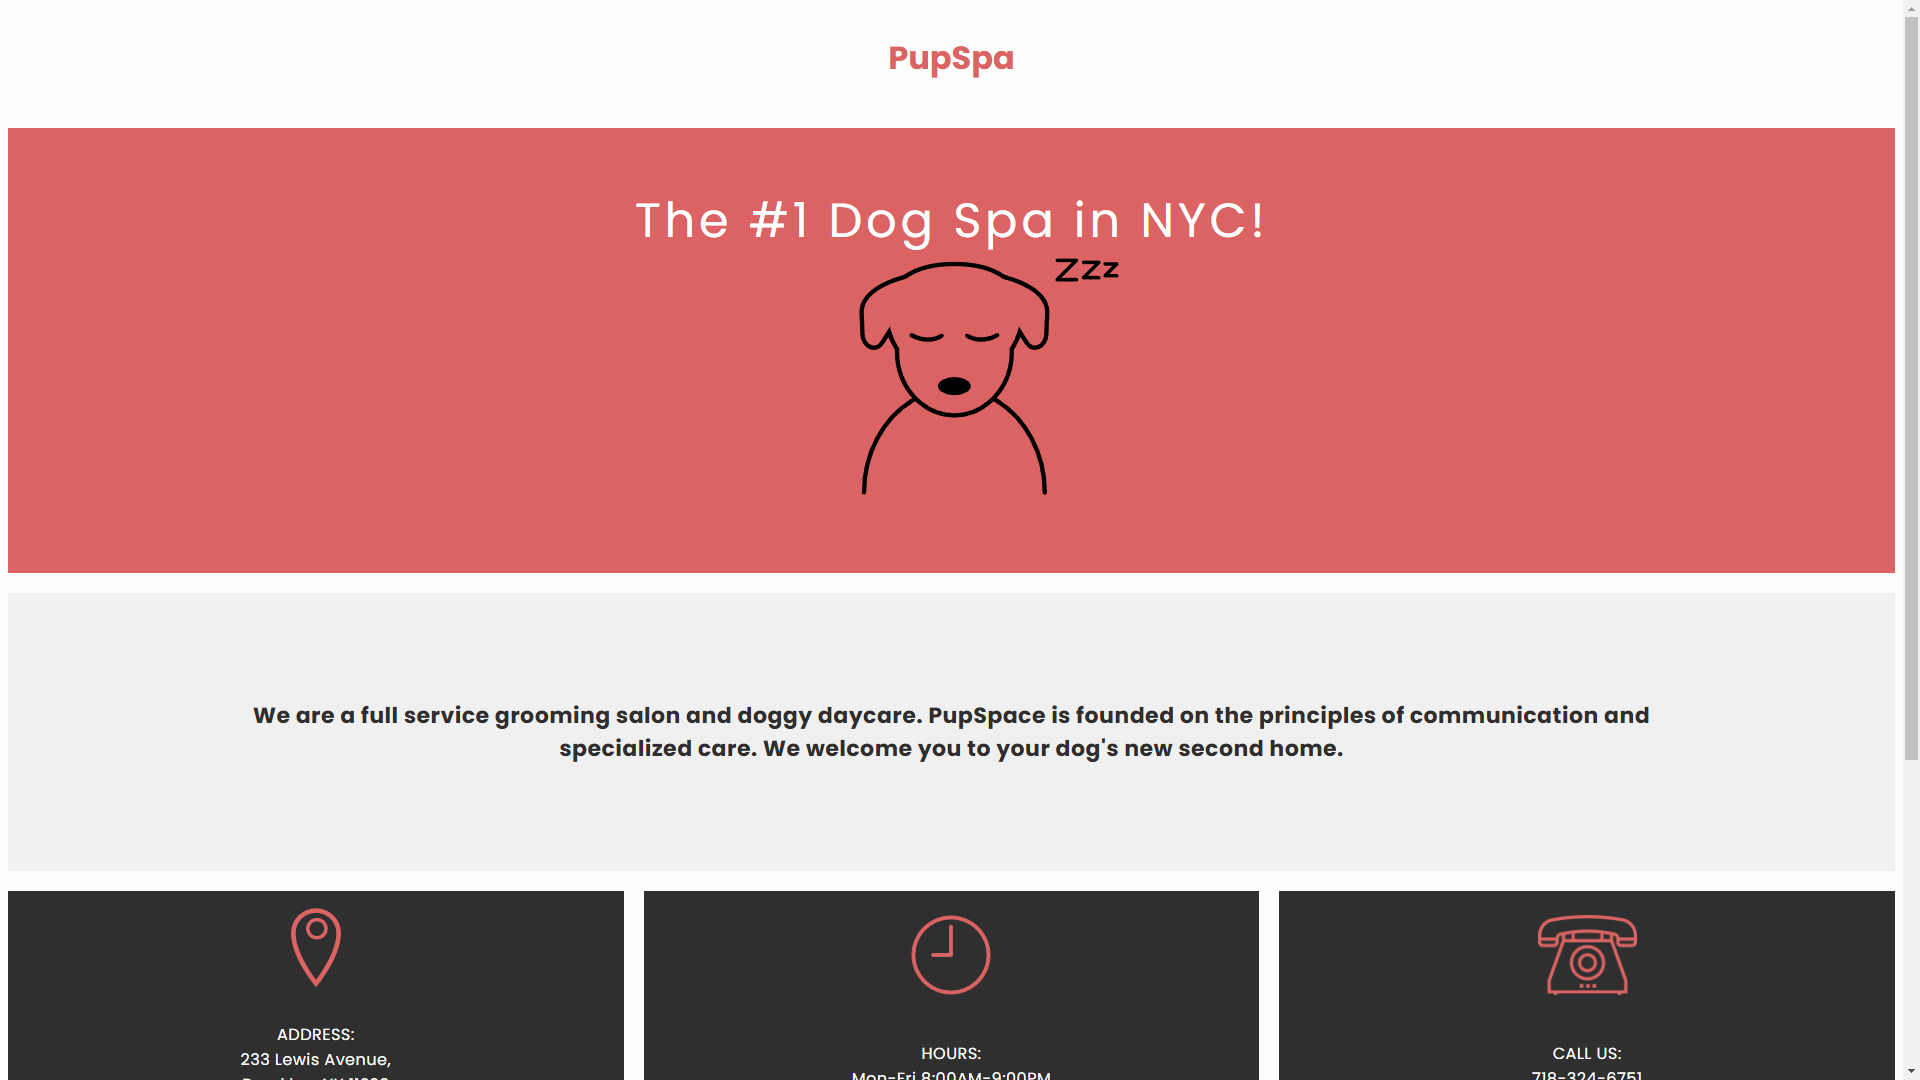 PupSpa
The #1 Dog Spa in NYC!
ZZZ
We are a full service grooming salon and doggy daycare. PupSpace is founded on the principles of communication and
specialized care. We welcome you to your dog's new second home.
ADDRESS:
233 Lewis Avenue,
HOURS:
Mon-Fri 8:00AM-9:00PM
CALL US:
718-324-6751